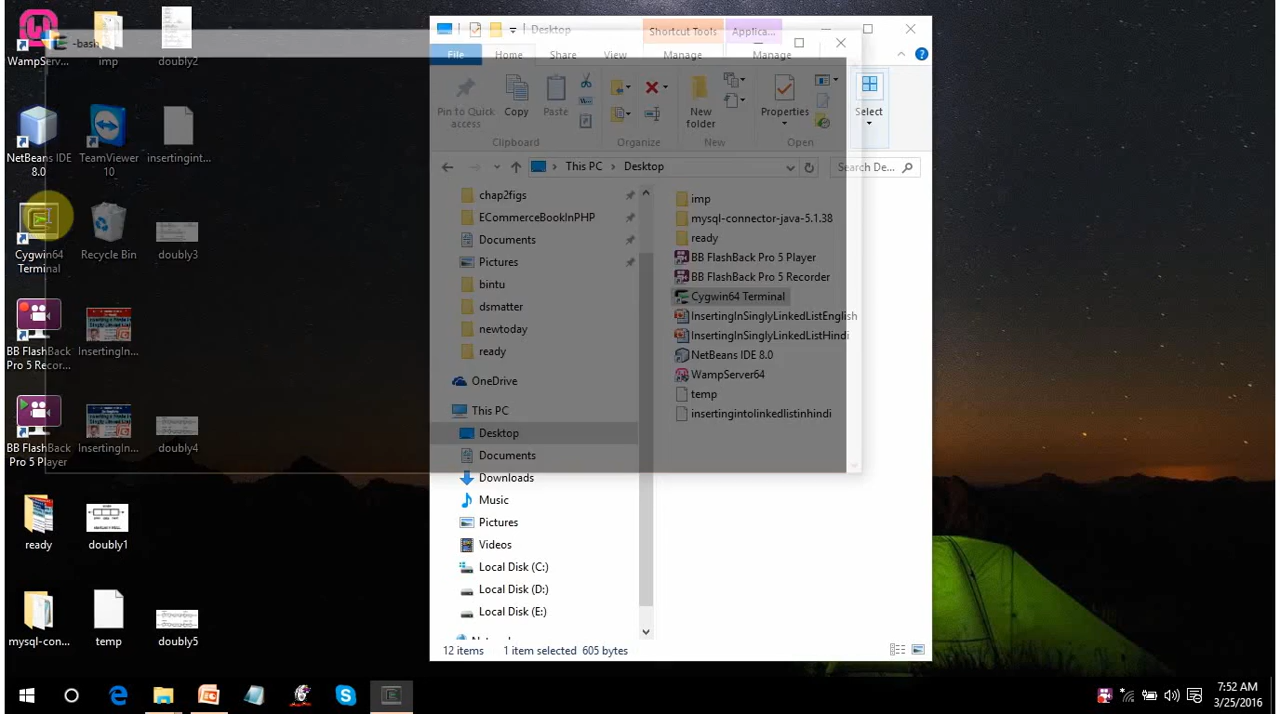 WampServ...
imp
doubly2
-bash
NetBeans IDE
8.0
TeamViewer
10
insertingint...
Cygwin64
Terminal
Recycle Bin
doubly3
BB FlashBack
Pro 5 Recor...
InsertingIn...
BB FlashBack
Pro 5 Player
InsertingIn...
doubly4
ready
doubly1
mysql-con...
temp
doubly5
Desktop
Shortcut Tools
Applica...
File
Home
Share
View
Manage
Manage
Pin to Quick
access
Copy
Paste
New
folder
Properties
Select
Clipboard
Organize
New
Open
This PC
Desktop
Search De...
chap2figs
ECommerceBookInPHP
Documents
Pictures
bintu
dsmatter
newtoday
ready
OneDrive
This PC
Desktop
Documents
Downloads
Music
Pictures
Videos
Local Disk (C:)
Local Disk (D:)
Local Disk (E:)
imp
mysql-connector-java-5.1.38
ready
BB FlashBack Pro 5 Player
BB FlashBack Pro 5 Recorder
Cygwin64 Terminal
InsertingInSinglyLinkedListEnglish
InsertingInSinglyLinkedListHindi
NetBeans IDE 8.0
WampServer64
temp
insertingintolinkedlistinhindi
12 items
1 item selected 605 bytes
7:52 AM
3/25/2016